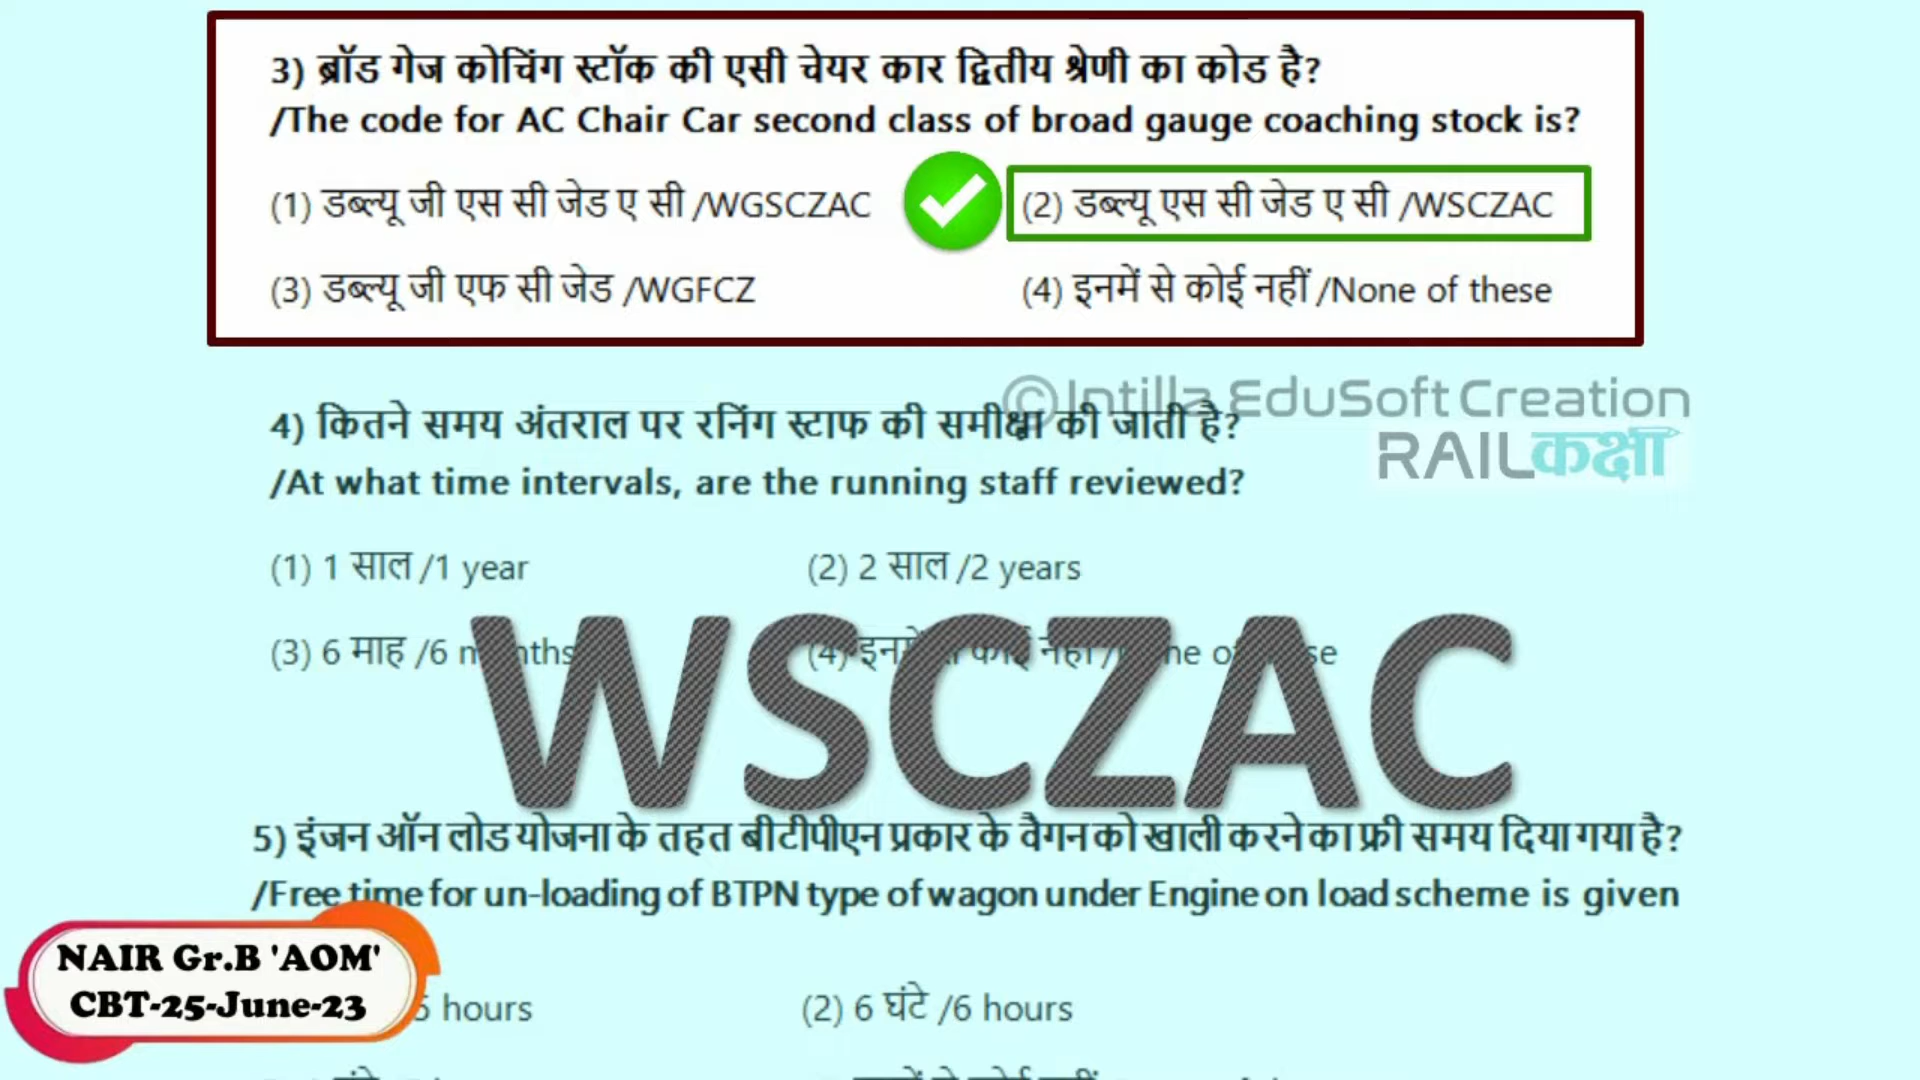 3) ब्रॉड गेज कोचिंग स्टॉक की एसी चेयर कार द्वितीय श्रेणी का कोड है?
/The code for AC Chair Car second class of broad gauge coaching stock is?
(1) डब्ल्यू जी एस सी जेड ए सी /WGSCZAC
(2) डब्ल्यू एस सी जेड ए सी /WSCZAC
(3) डब्ल्यू जी एफ सी जेड /WGFCZ
(4) इनमें से कोई नहीं /None of these
©Intilla EduSoft Creation
RAILकक्षा
4) कितने समय अंतराल पर रनिंग स्टाफ की समीक्षा की जाती है?
/At what time intervals, are the running staff reviewed?
(1) 1 साल /1 year
(2) 2 साल /2 years
(3) 6 माह /6 months
(4)
WSCZAC
5) इंजन ऑन लोड योजना के तहत बीटीपीएन प्रकार के वैगन को खाली करने का फ्री समय दिया गया है?
/Free time for un-loading of BTPN type of wagon under Engine on load scheme is given
NAIR Gr.B 'AOM'
CBT-25-June-23
hours
(2) 6 घंटे /6 hours